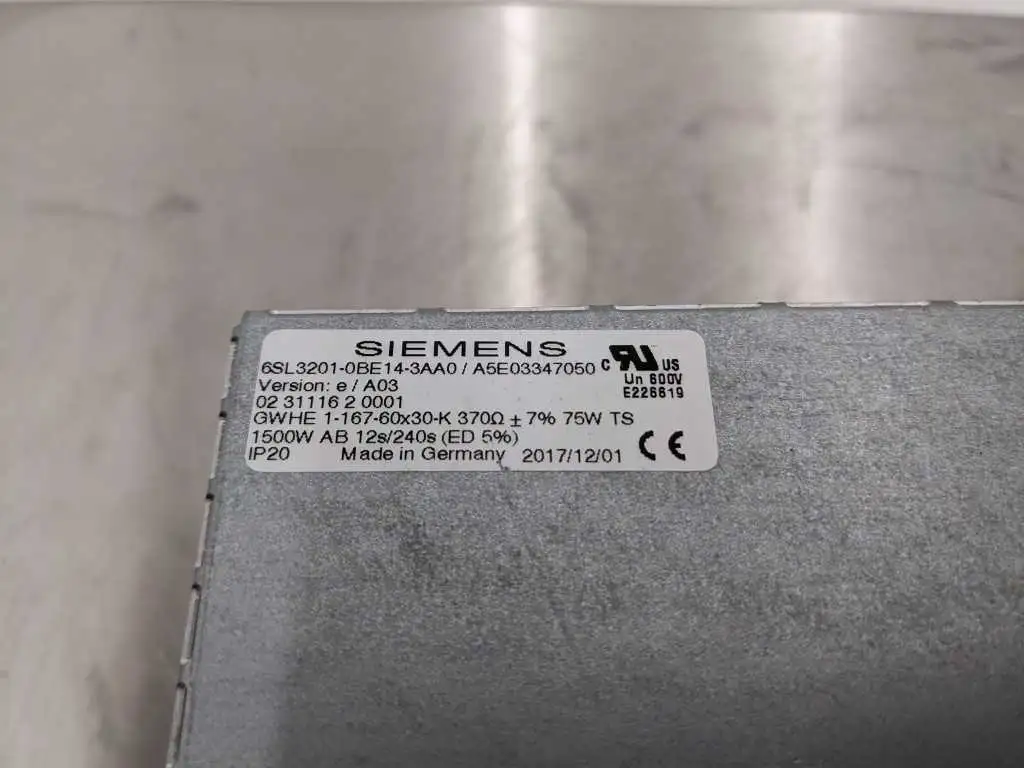 SIEMENS
6SL3201-0BE14-3AA0 / A5E03347050
Version: e / A03
02 31116 2 0001
GWHE 1-167-60x30-K 370Ω ± 7% 75W TS
1500W AB 12s/240s (ED 5%)
IP20 Made in Germany 2017/12/01 CE
C RU US
Un 600V
E226619